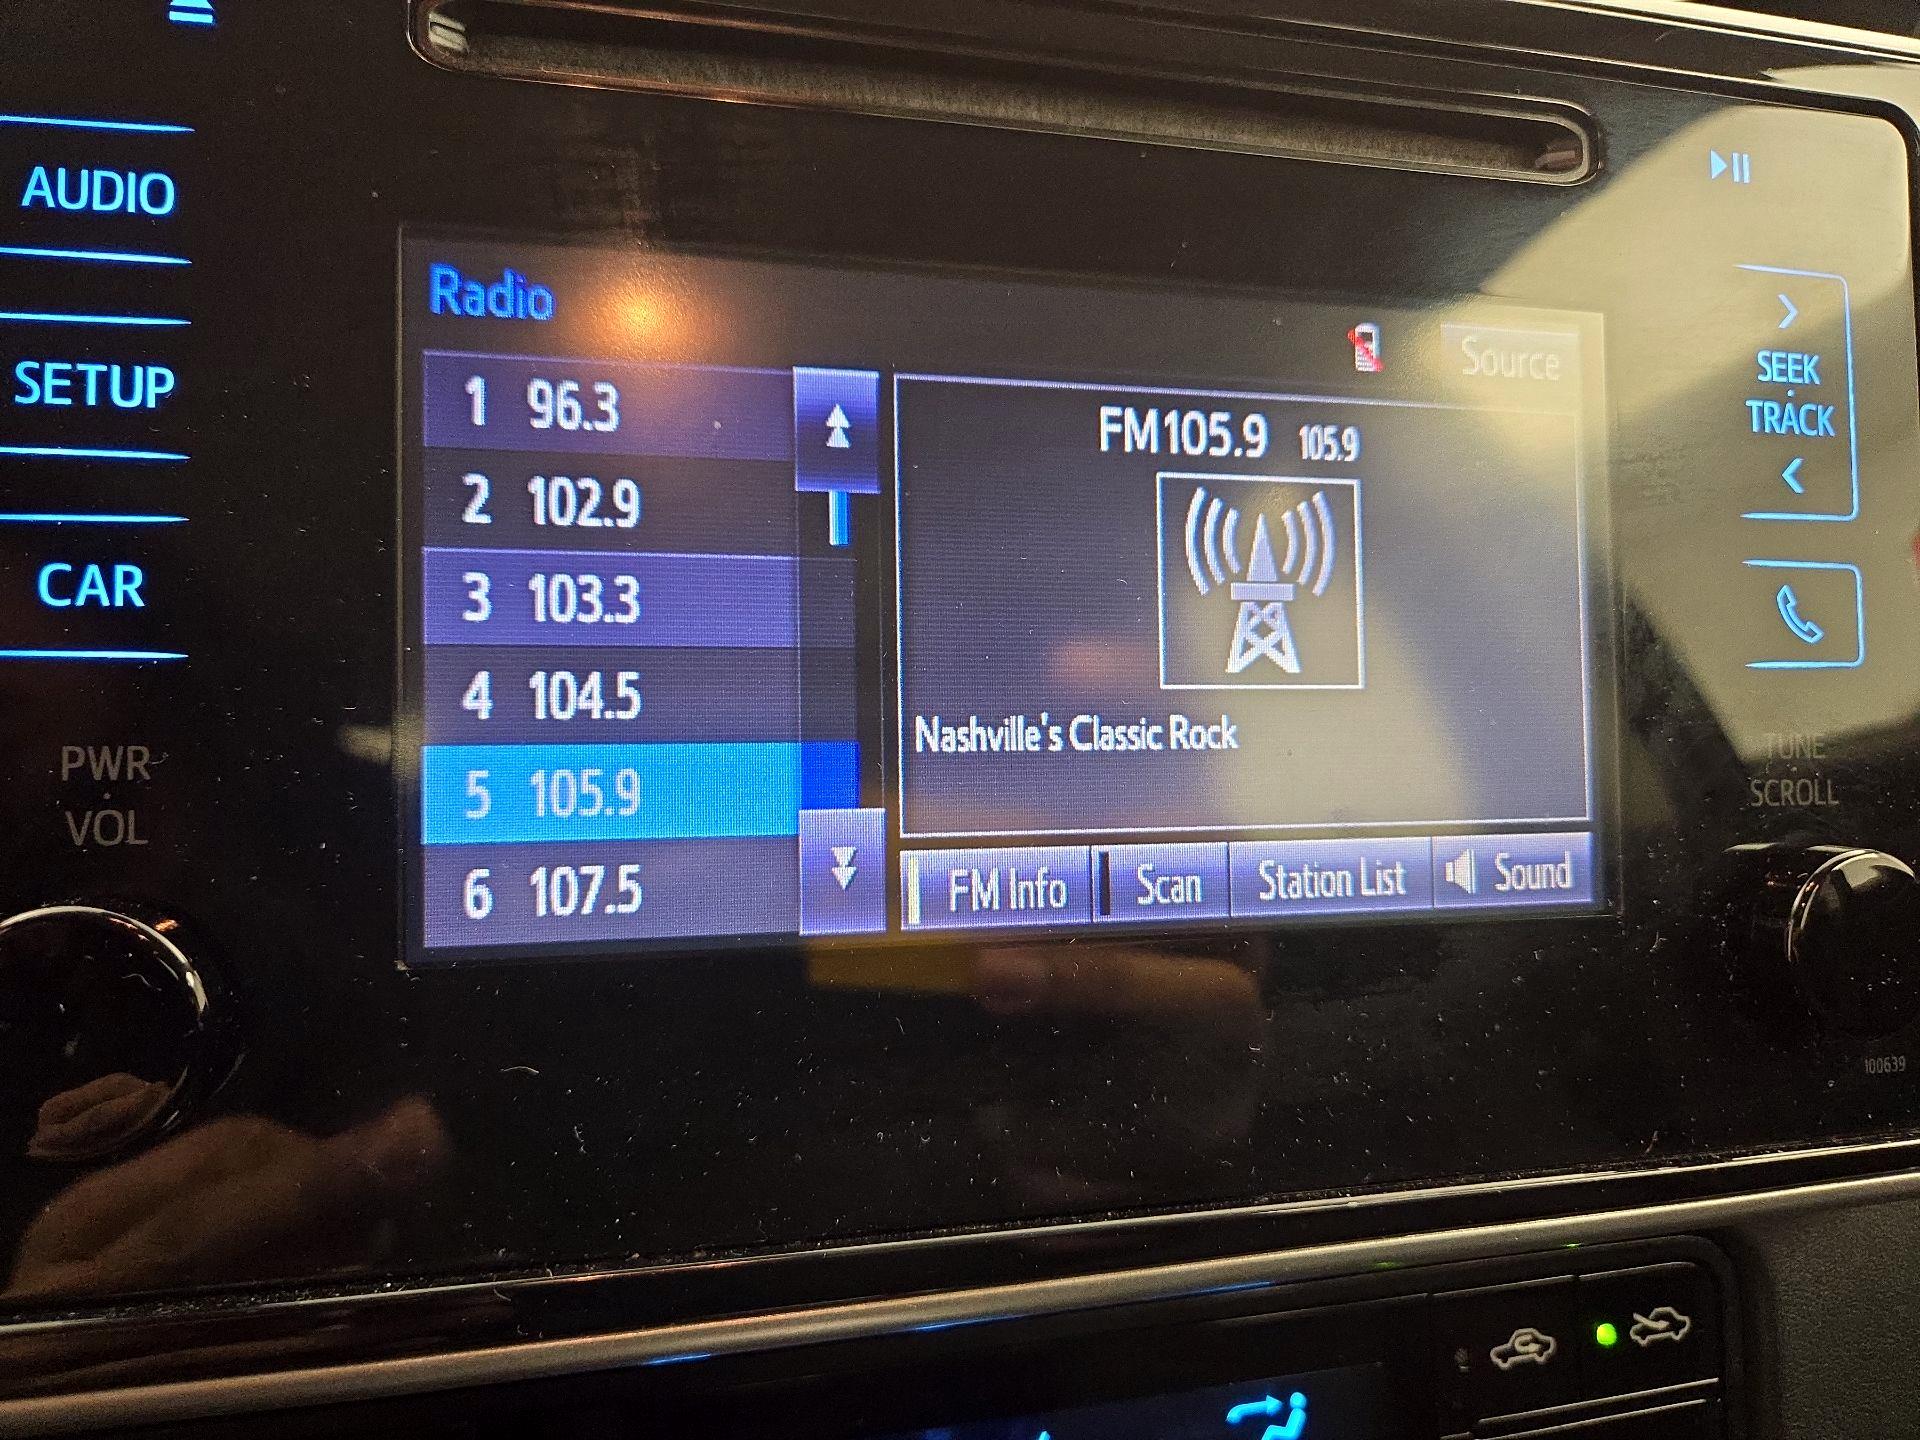 AUDIO
SETUP
CAR
PWR
VOL
Radio
Source
1 96.3
2 102.9
3 103.3
4 104.5
5 105.9
6 107.5
FM105.9 105.9
Nashville's Classic Rock
FM Info
Scan
Station List
Sound
SEEK
TRACK
TUNE
SCROLL
100639